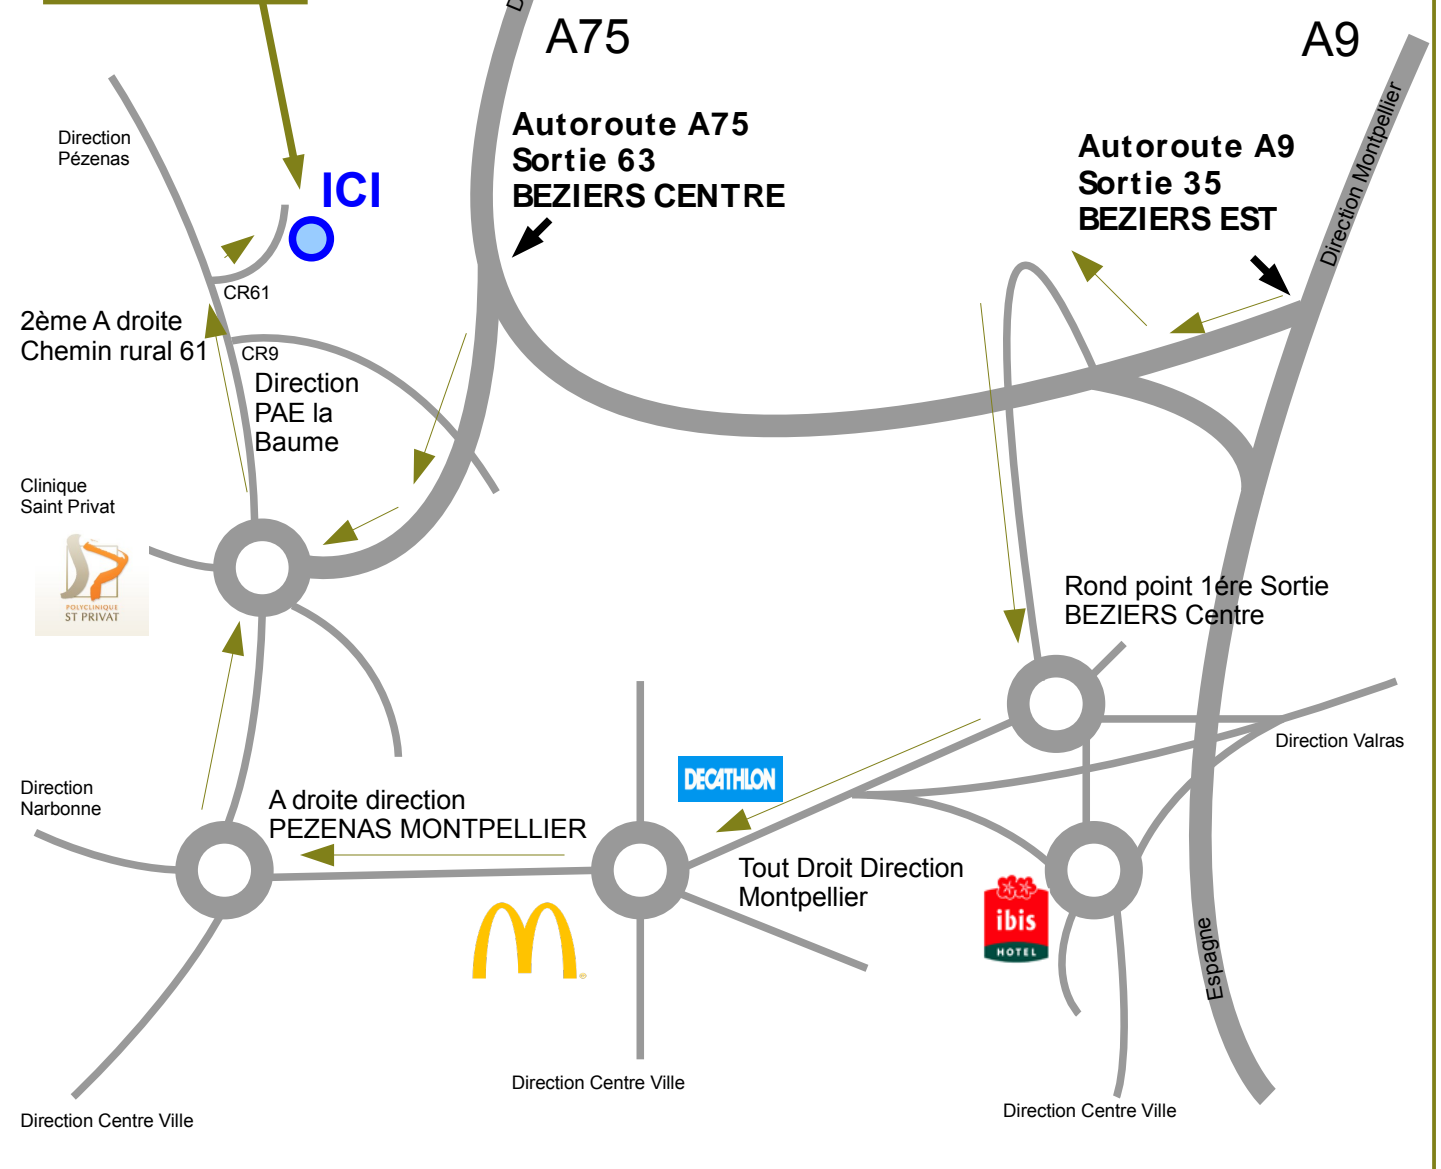 A75
A9
Direction Montpellier
Autoroute A75
Sortie 63
BEZIERS CENTRE
Autoroute A9
Sortie 35
BEZIERS EST
Direction
Pézenas
ICI
CR61
2ème A droite
Chemin rural 61
CR9
Direction
PAE la
Baume
Clinique
Saint Privat
POLYCLINIQUE
ST PRIVAT
Rond point 1ére Sortie
BEZIERS Centre
Direction Valras
DECATHLON
Direction
Narbonne
A droite direction
PEZENAS MONTPELLIER
Tout Droit Direction
Montpellier
ibis
HOTEL
Espagne
Direction Centre Ville
Direction Centre Ville
Direction Centre Ville